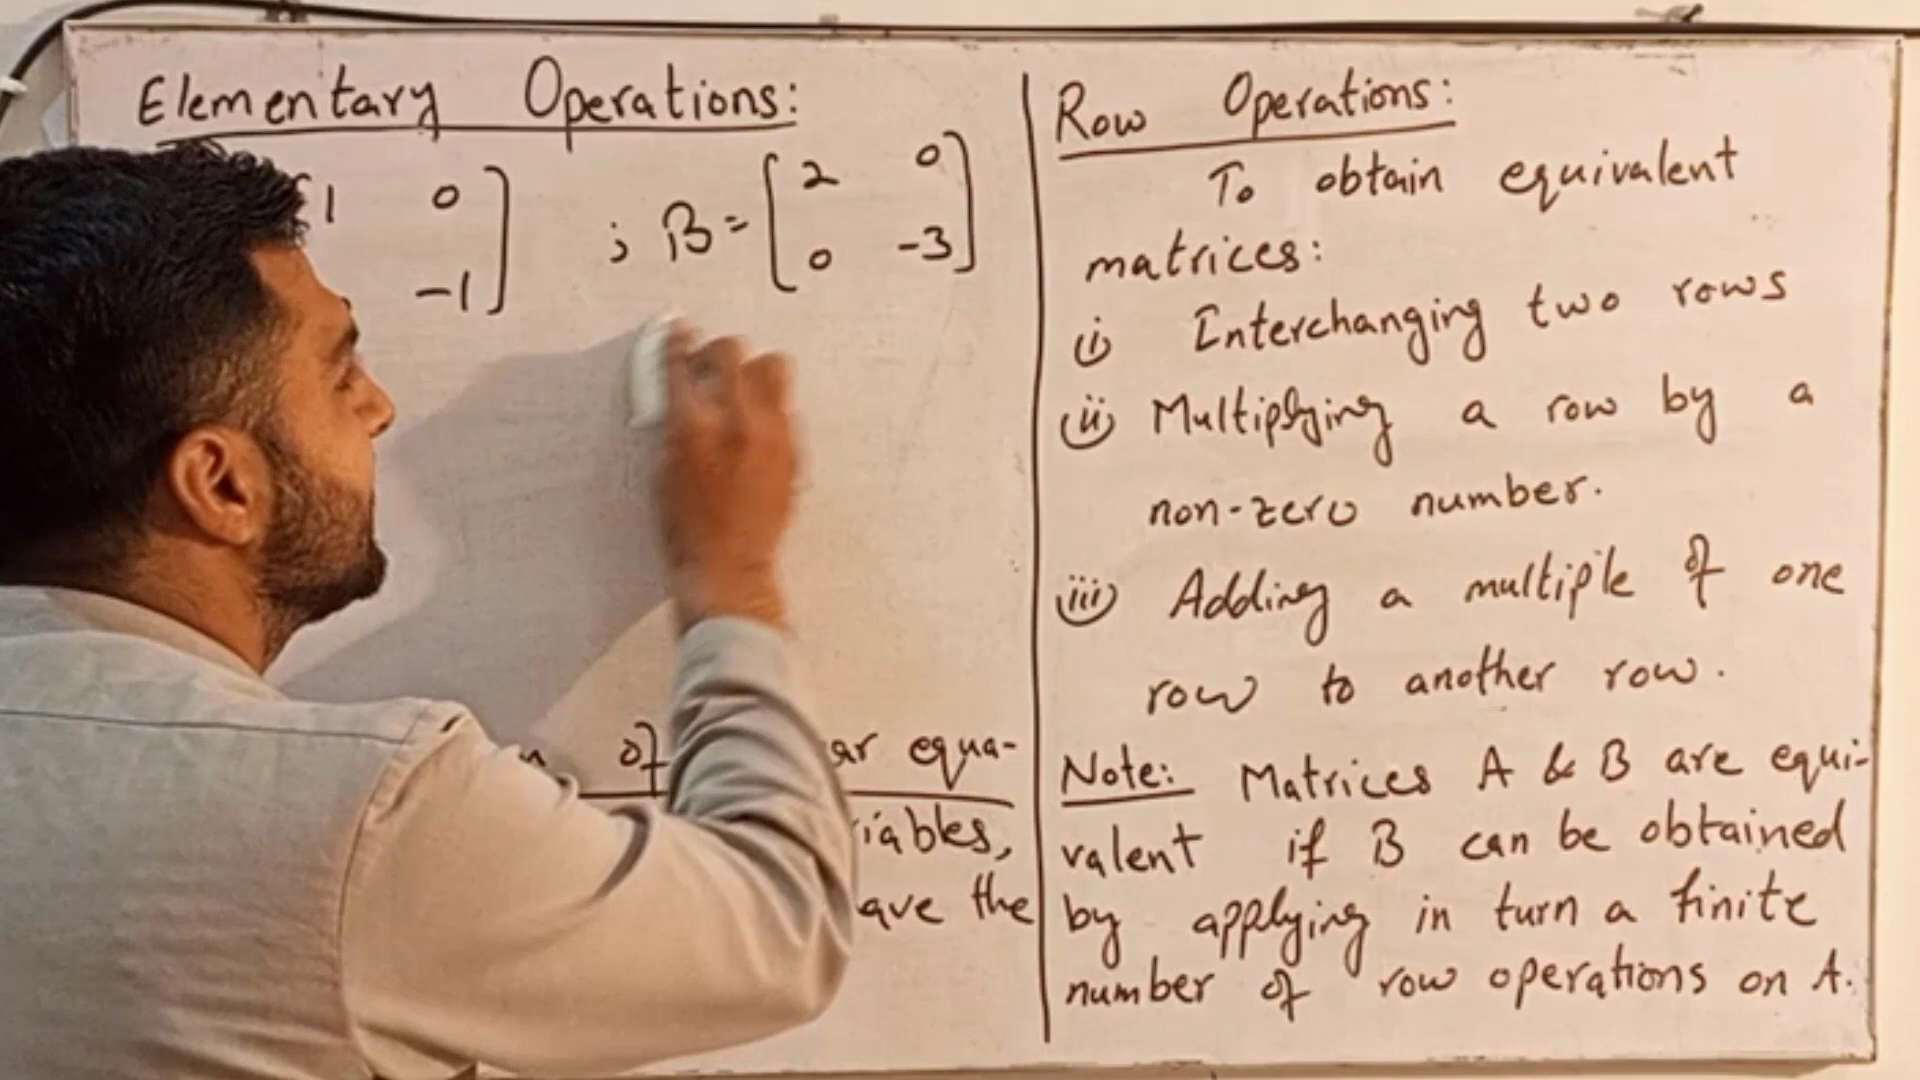 Elementary Operations:
1 0 ; B = [ 2 0
-1 ] 0 -3 ]
of equa-
iables,
ave the
Row Operations:
To obtain equivalent
matrices:
(i) Interchanging two rows
(ii) Multiplying a row by a
non-zero number.
(iii) Adding a multiple of one
row to another row.
Note: Matrices A & B are equi-
valent if B can be obtained
by applying in turn a finite
number of row operations on A.